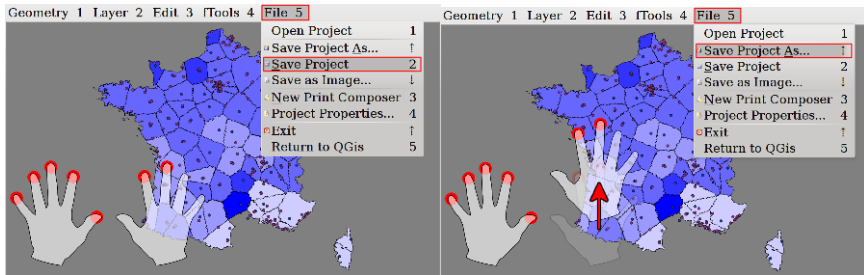 Geometry 1 Layer 2 Edit 3 fTools 4 File 5
Open Project 1
Save Project As... ↑
Save Project 2
Save as Image... ↓
New Print Composer 3
Project Properties... 4
Exit ↑
Return to QGis 5
Geometry 1 Layer 2 Edit 3 fTools 4 File 5
Open Project 1
Save Project As... ↑
Save Project 2
Save as Image... ↓
New Print Composer 3
Project Properties... 4
Exit ↑
Return to QGis 5